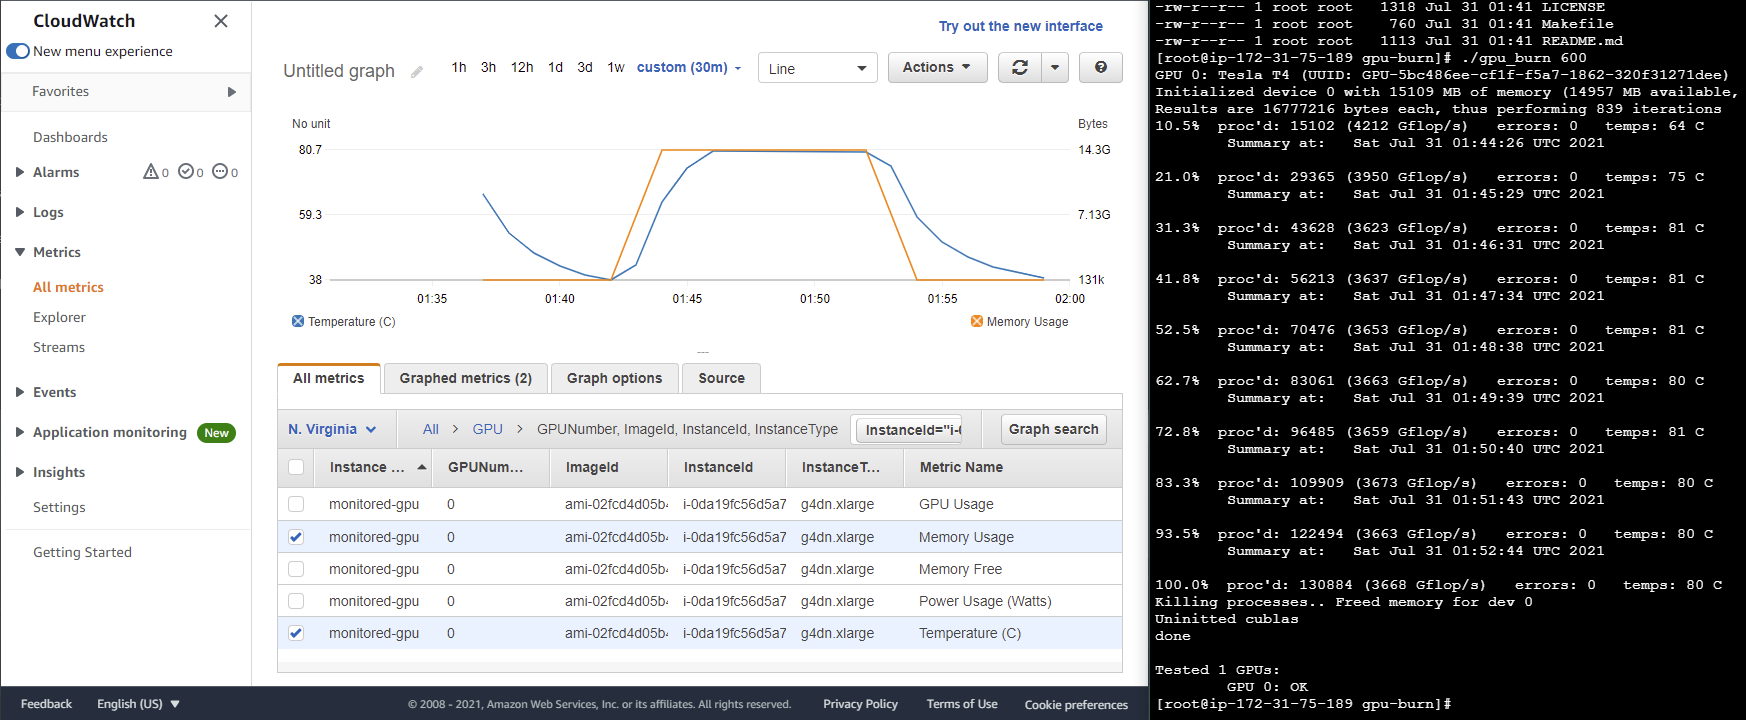 CloudWatch
New menu experience
Favorites
Dashboards
Alarms 0 0 0
Logs
Metrics
All metrics
Explorer
Streams
Events
Application monitoring New
Insights
Settings
Getting Started
Try out the new interface
Untitled graph 1h 3h 12h 1d 3d 1w custom (30m) Line Actions
No unit Bytes
80.7 14.3G
59.3 7.13G
38 131k
01:35 01:40 01:45 01:50 01:55 02:00
Temperature (C) Memory Usage
All metrics Graphed metrics (2) Graph options Source
N. Virginia All > GPU > GPUNumber, ImageId, InstanceId, InstanceType InstanceId="i-0 Graph search
Instance ... GPUNum... ImageId InstanceId InstanceT... Metric Name
monitored-gpu 0 ami-02fcd4d05b4 i-0da19fc56d5a7 g4dn.xlarge GPU Usage
monitored-gpu 0 ami-02fcd4d05b4 i-0da19fc56d5a7 g4dn.xlarge Memory Usage
monitored-gpu 0 ami-02fcd4d05b4 i-0da19fc56d5a7 g4dn.xlarge Memory Free
monitored-gpu 0 ami-02fcd4d05b4 i-0da19fc56d5a7 g4dn.xlarge Power Usage (Watts)
monitored-gpu 0 ami-02fcd4d05b4 i-0da19fc56d5a7 g4dn.xlarge Temperature (C)
Feedback English (US) © 2008 - 2021, Amazon Web Services, Inc. or its affiliates. All rights reserved. Privacy Policy Terms of Use Cookie preferences
-rw-r--r-- 1 root root 1318 Jul 31 01:41 LICENSE
-rw-r--r-- 1 root root 760 Jul 31 01:41 Makefile
-rw-r--r-- 1 root root 1113 Jul 31 01:41 README.md
[root@ip-172-31-75-189 gpu-burn]# ./gpu_burn 600
GPU 0: Tesla T4 (UUID: GPU-5bc486ee-cf1f-f5a7-1862-320f31271dee)
Initialized device 0 with 15109 MB of memory (14957 MB available,
Results are 16777216 bytes each, thus performing 839 iterations
10.5% proc'd: 15102 (4212 Gflop/s) errors: 0 temps: 64 C
Summary at: Sat Jul 31 01:44:26 UTC 2021
21.0% proc'd: 29365 (3950 Gflop/s) errors: 0 temps: 75 C
Summary at: Sat Jul 31 01:45:29 UTC 2021
31.3% proc'd: 43628 (3623 Gflop/s) errors: 0 temps: 81 C
Summary at: Sat Jul 31 01:46:31 UTC 2021
41.8% proc'd: 56213 (3637 Gflop/s) errors: 0 temps: 81 C
Summary at: Sat Jul 31 01:47:34 UTC 2021
52.5% proc'd: 70476 (3653 Gflop/s) errors: 0 temps: 81 C
Summary at: Sat Jul 31 01:48:38 UTC 2021
62.7% proc'd: 83061 (3663 Gflop/s) errors: 0 temps: 80 C
Summary at: Sat Jul 31 01:49:39 UTC 2021
72.8% proc'd: 96485 (3659 Gflop/s) errors: 0 temps: 81 C
Summary at: Sat Jul 31 01:50:40 UTC 2021
83.3% proc'd: 109909 (3673 Gflop/s) errors: 0 temps: 80 C
Summary at: Sat Jul 31 01:51:43 UTC 2021
93.5% proc'd: 122494 (3663 Gflop/s) errors: 0 temps: 80 C
Summary at: Sat Jul 31 01:52:44 UTC 2021
100.0% proc'd: 130884 (3668 Gflop/s) errors: 0 temps: 80 C
Killing processes.. Freed memory for dev 0
Uninitted cublas
done
Tested 1 GPUs:
GPU 0: OK
[root@ip-172-31-75-189 gpu-burn]#